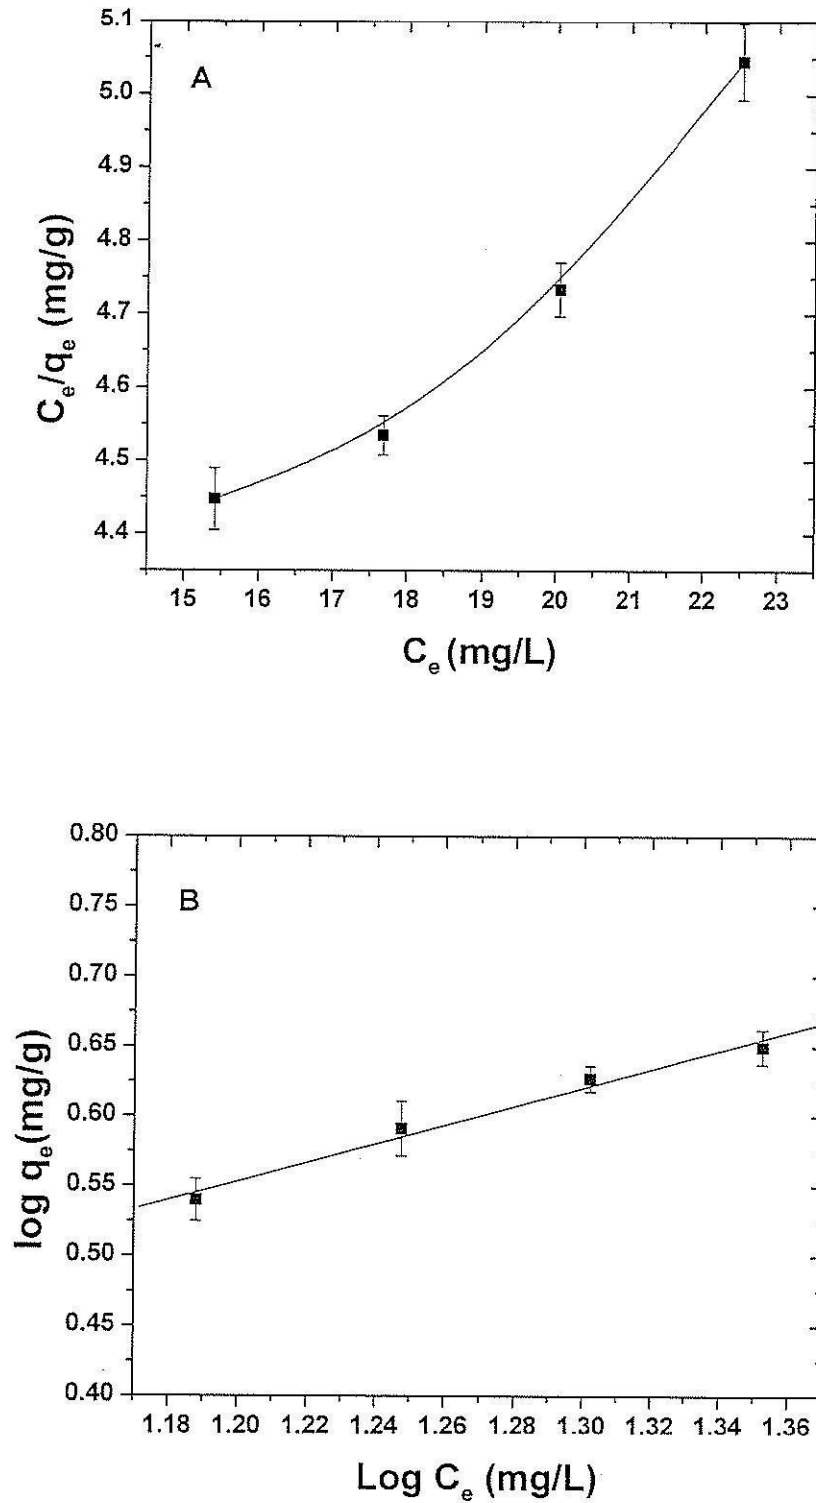 A
5.1
5.0
4.9
4.8
4.7
4.6
4.5
4.4
C_e/q_e (mg/g)
15 16 17 18 19 20 21 22 23
C_e (mg/L)
B
0.80
0.75
0.70
0.65
0.60
0.55
0.50
0.45
0.40
log q_e(mg/g)
1.18 1.20 1.22 1.24 1.26 1.28 1.30 1.32 1.34 1.36
Log C_e (mg/L)